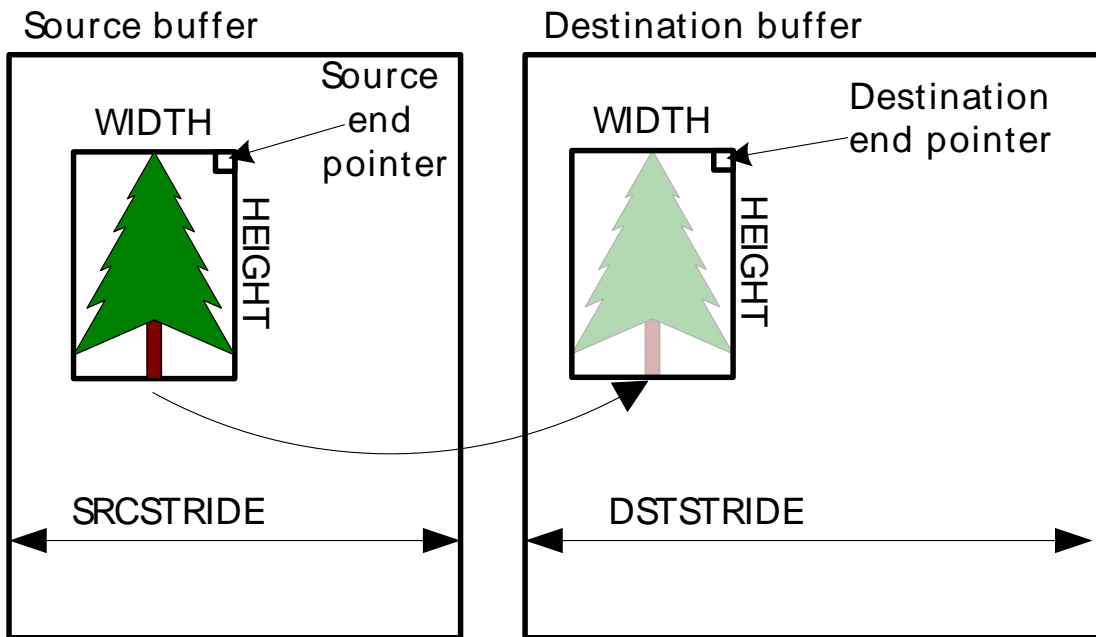 Source buffer
Destination buffer
Source
end
pointer
WIDTH
HEIGHT
Destination
end pointer
WIDTH
HEIGHT
SRCSTRIDE
DSTSTRIDE